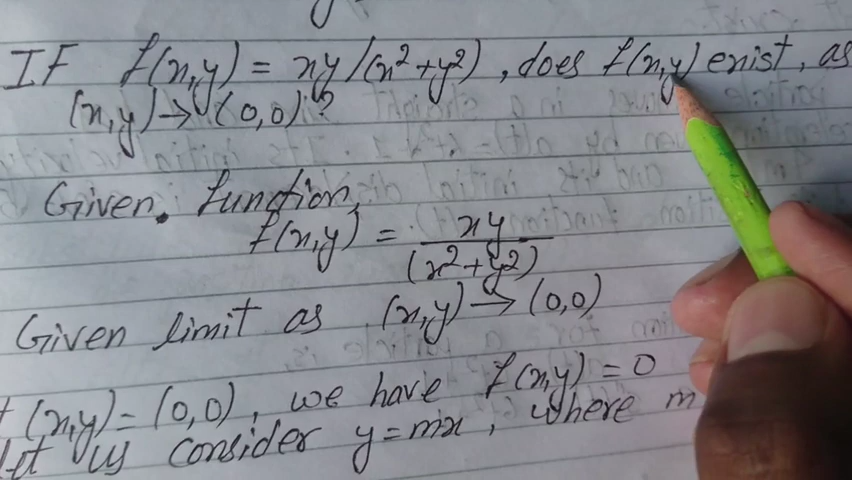 IF f(x,y) = xy/(x²+y²), does f(x,y) exist, as
(x,y)→(0,0)?
Given. function,
f(x,y) = xy
(x²+y²)
Given limit as (x,y)→(0,0)
(x,y)=(0,0), we have f(x,y)=0
Let us consider y=mx, where m